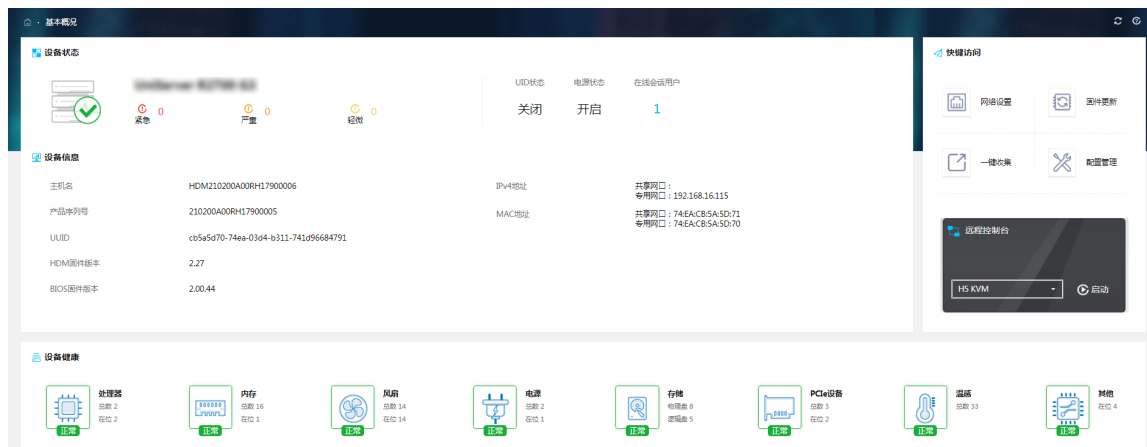 · 基本概况
设备状态
快键访问
UID状态 电源状态 在线会话用户
关闭 开启 1
0 0 0
紧急 严重 轻微
网络设置 固件更新
一键收集 配置管理
设备信息
主机名 HDM210200A00RH17900006
产品序列号 210200A00RH17900005
UUID cb5a5d70-74ea-03d4-b311-741d96684791
HDM固件版本 2.27
BIOS固件版本 2.00.44
IPv4地址 共享网口：
专用网口：192.168.16.115
MAC地址 共享网口：74:EA:CB:5A:5D:71
专用网口：74:EA:CB:5A:5D:70
远程控制台
H5 KVM 启动
设备健康
处理器 内存 风扇 电源 存储 PCIe设备 温感 其他
总数 2 总数 16 总数 14 总数 2 物理盘 8 总数 3 总数 33 在位 4
在位 2 在位 1 在位 14 在位 1 逻辑盘 5 在位 2
正常 正常 正常 正常 正常 正常 正常 正常